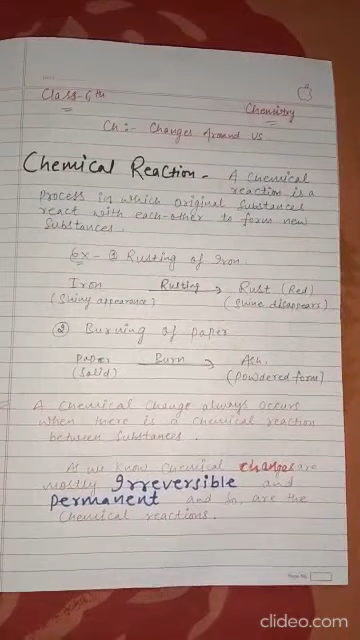 Class-6th
Chemistry
Ch:- Changes Around US
Chemical Reaction - A chemical
reaction is a
process in which original substances
react with each-other to form new
substances.
Ex - ① Rusting of Iron.
Iron Rusting → Rust (Red)
(Shiny appearance) (Shine disappears)
② Burning of paper
Paper Burn → Ash.
(Solid) (powdered form)
A chemical change always occurs
when there is a chemical reaction
between substances.
As we know chemical changes are
mostly Irreversible and
permanent and so, are the
chemical reactions.
Page No.
clideo.com